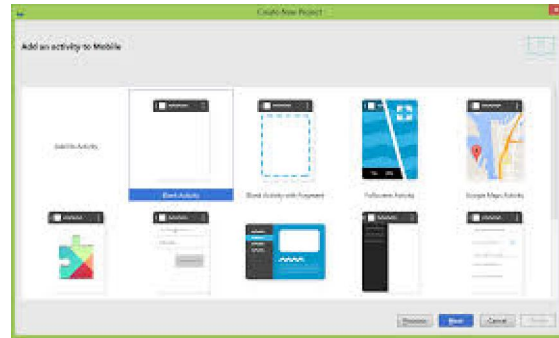 Create New Project
Add an activity to Mobile
Add No Activity
Blank Activity
Blank Activity with Fragment
Fullscreen Activity
Google Maps Activity
Previous
Next
Cancel
Finish